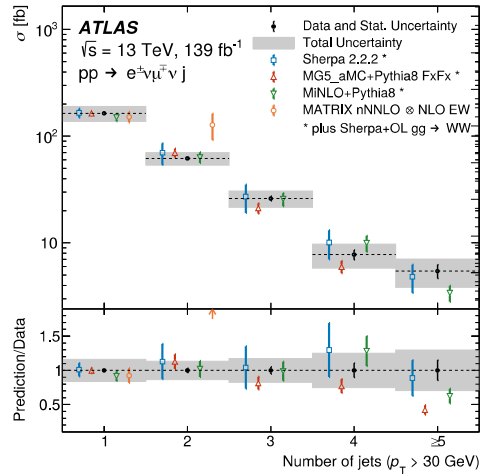 σ [fb]
ATLAS
√s = 13 TeV, 139 fb⁻¹
pp → e±νμ∓ν j
Data and Stat. Uncertainty
Total Uncertainty
Sherpa 2.2.2 *
MG5_aMC+Pythia8 FxFx *
MiNLO+Pythia8 *
MATRIX nNNLO ⊗ NLO EW
* plus Sherpa+OL gg → WW
10³
10²
10
Prediction/Data
1.5
1
0.5
1 2 3 4 ≥5
Number of jets (p_T > 30 GeV)